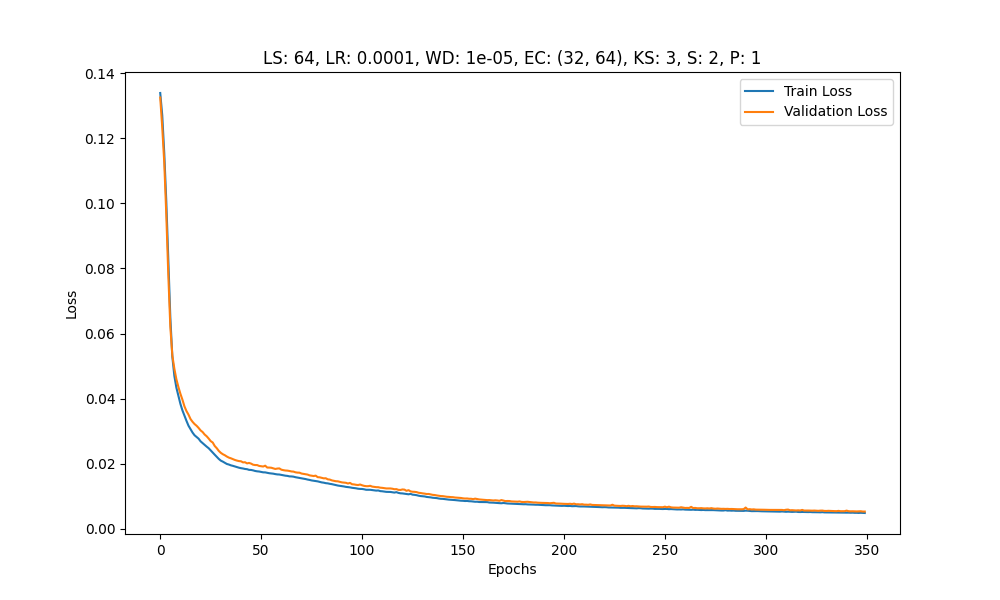 LS: 64, LR: 0.0001, WD: 1e-05, EC: (32, 64), KS: 3, S: 2, P: 1
Train Loss
Validation Loss
0.14
0.12
0.10
0.08
0.06
0.04
0.02
0.00
Loss
0 50 100 150 200 250 300 350
Epochs